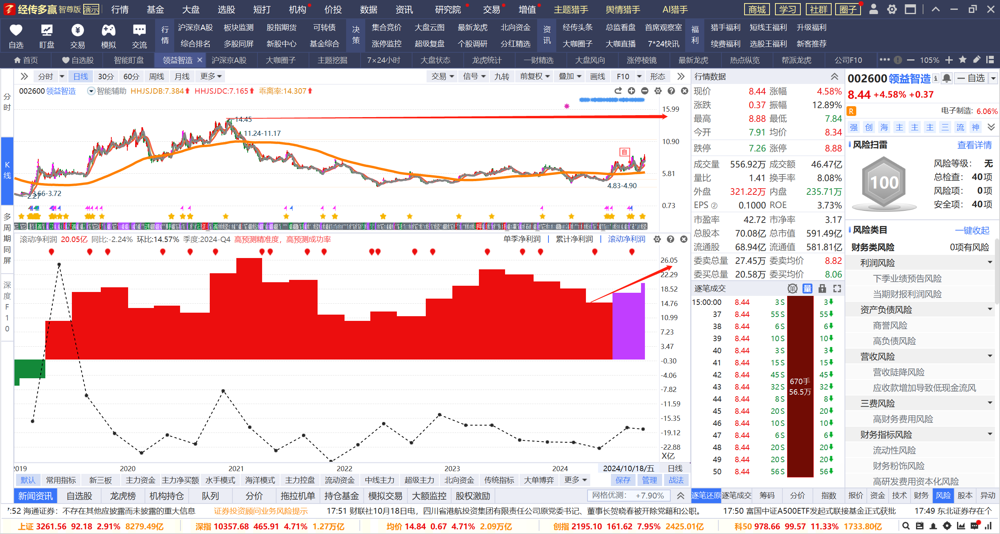 经传多赢 智尊版 演示 行情 基金 大盘 选股 短打 机构 价投 数据 资讯 研究院 交易 增值 主题猎手 舆情猎手 AI猎手 商城 学习 社群 圈子
自选 盯盘 交易 模拟 交流
行情 沪深京A股 板块监测 股指期货 可转债 决策 集合竞价 大盘云图 最新龙虎 北向资金 资讯 经传头条 总监看盘 首席观察室 福利 猎手福利 短线王福利 升级福利
综合排名 多股同屏 新股中心 基金综合 涨停监控 超级复盘 个股调研 分红精选 大咖圈子 大咖直播 7*24快讯 续费福利 选股王福利 新客推荐
首页 自选股 智能盯盘 领益智造 沪深京A股 大咖圈子 主题挖掘 7×24小时 大盘状态 龙虎统计 一财精选 大盘风向 涨停棱镜 最新龙虎 热点纵览 帮派龙虎 公司F10 105%
分时
K线
多周期同屏
深度F10
分时 日线 30分 60分 周线 月线 更多 交易 信号 九转 前复权 叠加 画线 F10 形态
002600 领益智造 智能辅助 HHJSJDB:7.384 HHJSJDC:7.165 乖离率:14.307
15.99
14.45
11.24-11.17
10.90
自
5.81
4.83-4.90
3.66-3.72
2.27
0.73
滚动净利润 20.05亿 同比:-2.24% 环比:14.57% 季度:2024-Q4 高预测精准度，高预测成功率 单季净利润 累计净利润 滚动净利润
26.05
22.29
18.52
14.76
10.99
7.23
3.47
-0.30
-4.06
-7.82
-11.59
-15.35
-19.12
-22.88
X亿
2019 2020 2021 2022 2023 2024 2024/10/18/五 日线
默认 常用指标 新三板 主力资金 主力净买额 水手模式 海洋模式 主力控盘 流动资金 中线主力 超级主力 北向资金 传统指标 大单博弈 更多 保存 管理 战法
新闻资讯 自选股 龙虎榜 机构持仓 队列 分价 拖拉机单 持仓基金 模拟交易 大额监控 股权激励 网格优测： +7.90%
行情数据
现价 8.44 涨幅 4.58%
涨跌 0.37 振幅 12.89%
最高 8.88 最低 7.84
今开 7.91 均价 8.34
跌停 7.26 涨停 8.88
成交量 556.92万 成交额 46.47亿
量比 1.41 换手率 8.08%
外盘 321.22万 内盘 235.71万
EPS ② 0.1000 ROE 3.73%
市盈率 42.72 市净率 3.17
总股本 70.08亿 总市值 591.49亿
流通股 68.94亿 流通值 581.81亿
委卖总量 27.45万 委卖均价 8.82
委买总量 20.58万 委买均价 8.06
逐笔成交 单 量
15:00:00 8.44 3 S 3
37 8.44 55 S 55
38 8.44 6 S 6
39 8.44 10 S 10
40 8.44 3 S 3
41 8.44 15 S 15
42 8.44 45 S 45
43 8.44 32 S 32
44 8.44 8 S 8
45 8.44 20 S 20
46 8.44 10 S 10
47 8.44 6 S 6
48 8.44 20 S 20
49 8.44 20 S 20
50 8.44 56 S 56
670手
56.5万
逐笔还原 逐笔成交 筹码 分价 指数
002600 领益智造 自选
8.44 +4.58% +0.37
R 电子制造: 6.06%
强 创 海 主 主 主 三 流 神
风险扫雷 查看详情
100
风险等级： 无
总检查： 40项
风险项： 0项
安全项： 40项
风险类目 一键收起
财务类风险 0项有风险
利润风险
下季业绩预告风险
当期财报利润风险
资产负债风险
商誉风险
高负债风险
营收风险
营收陡降风险
应收款增加导致低现金流风
三费风险
高财务费用风险
财务指标风险
流动性风险
财务粉饰风险
高研发费用资本化风险
报价 资金 技术 财务 风险 股本 异动
7:52 海通证券：不存在其他应披露而未披露的重大信息 证券投资顾问业务风险提示 17:51 财联社10月18日电，四川省港航投资集团有限责任公司原党委书记、董事长贺晓春被开除党籍和公职。 17:50 富国中证A500ETF发起式联接基金正式获批 17:49 东北证券存在个
上证 3261.56 92.18 2.91% 8279.49亿 深指 10357.68 465.91 4.71% 1.27万亿 均价 14.84 0.67 4.71% 2.09万亿 创指 2195.10 161.62 7.95% 2425.01亿 科50 978.66 99.57 11.33% 1733.80亿